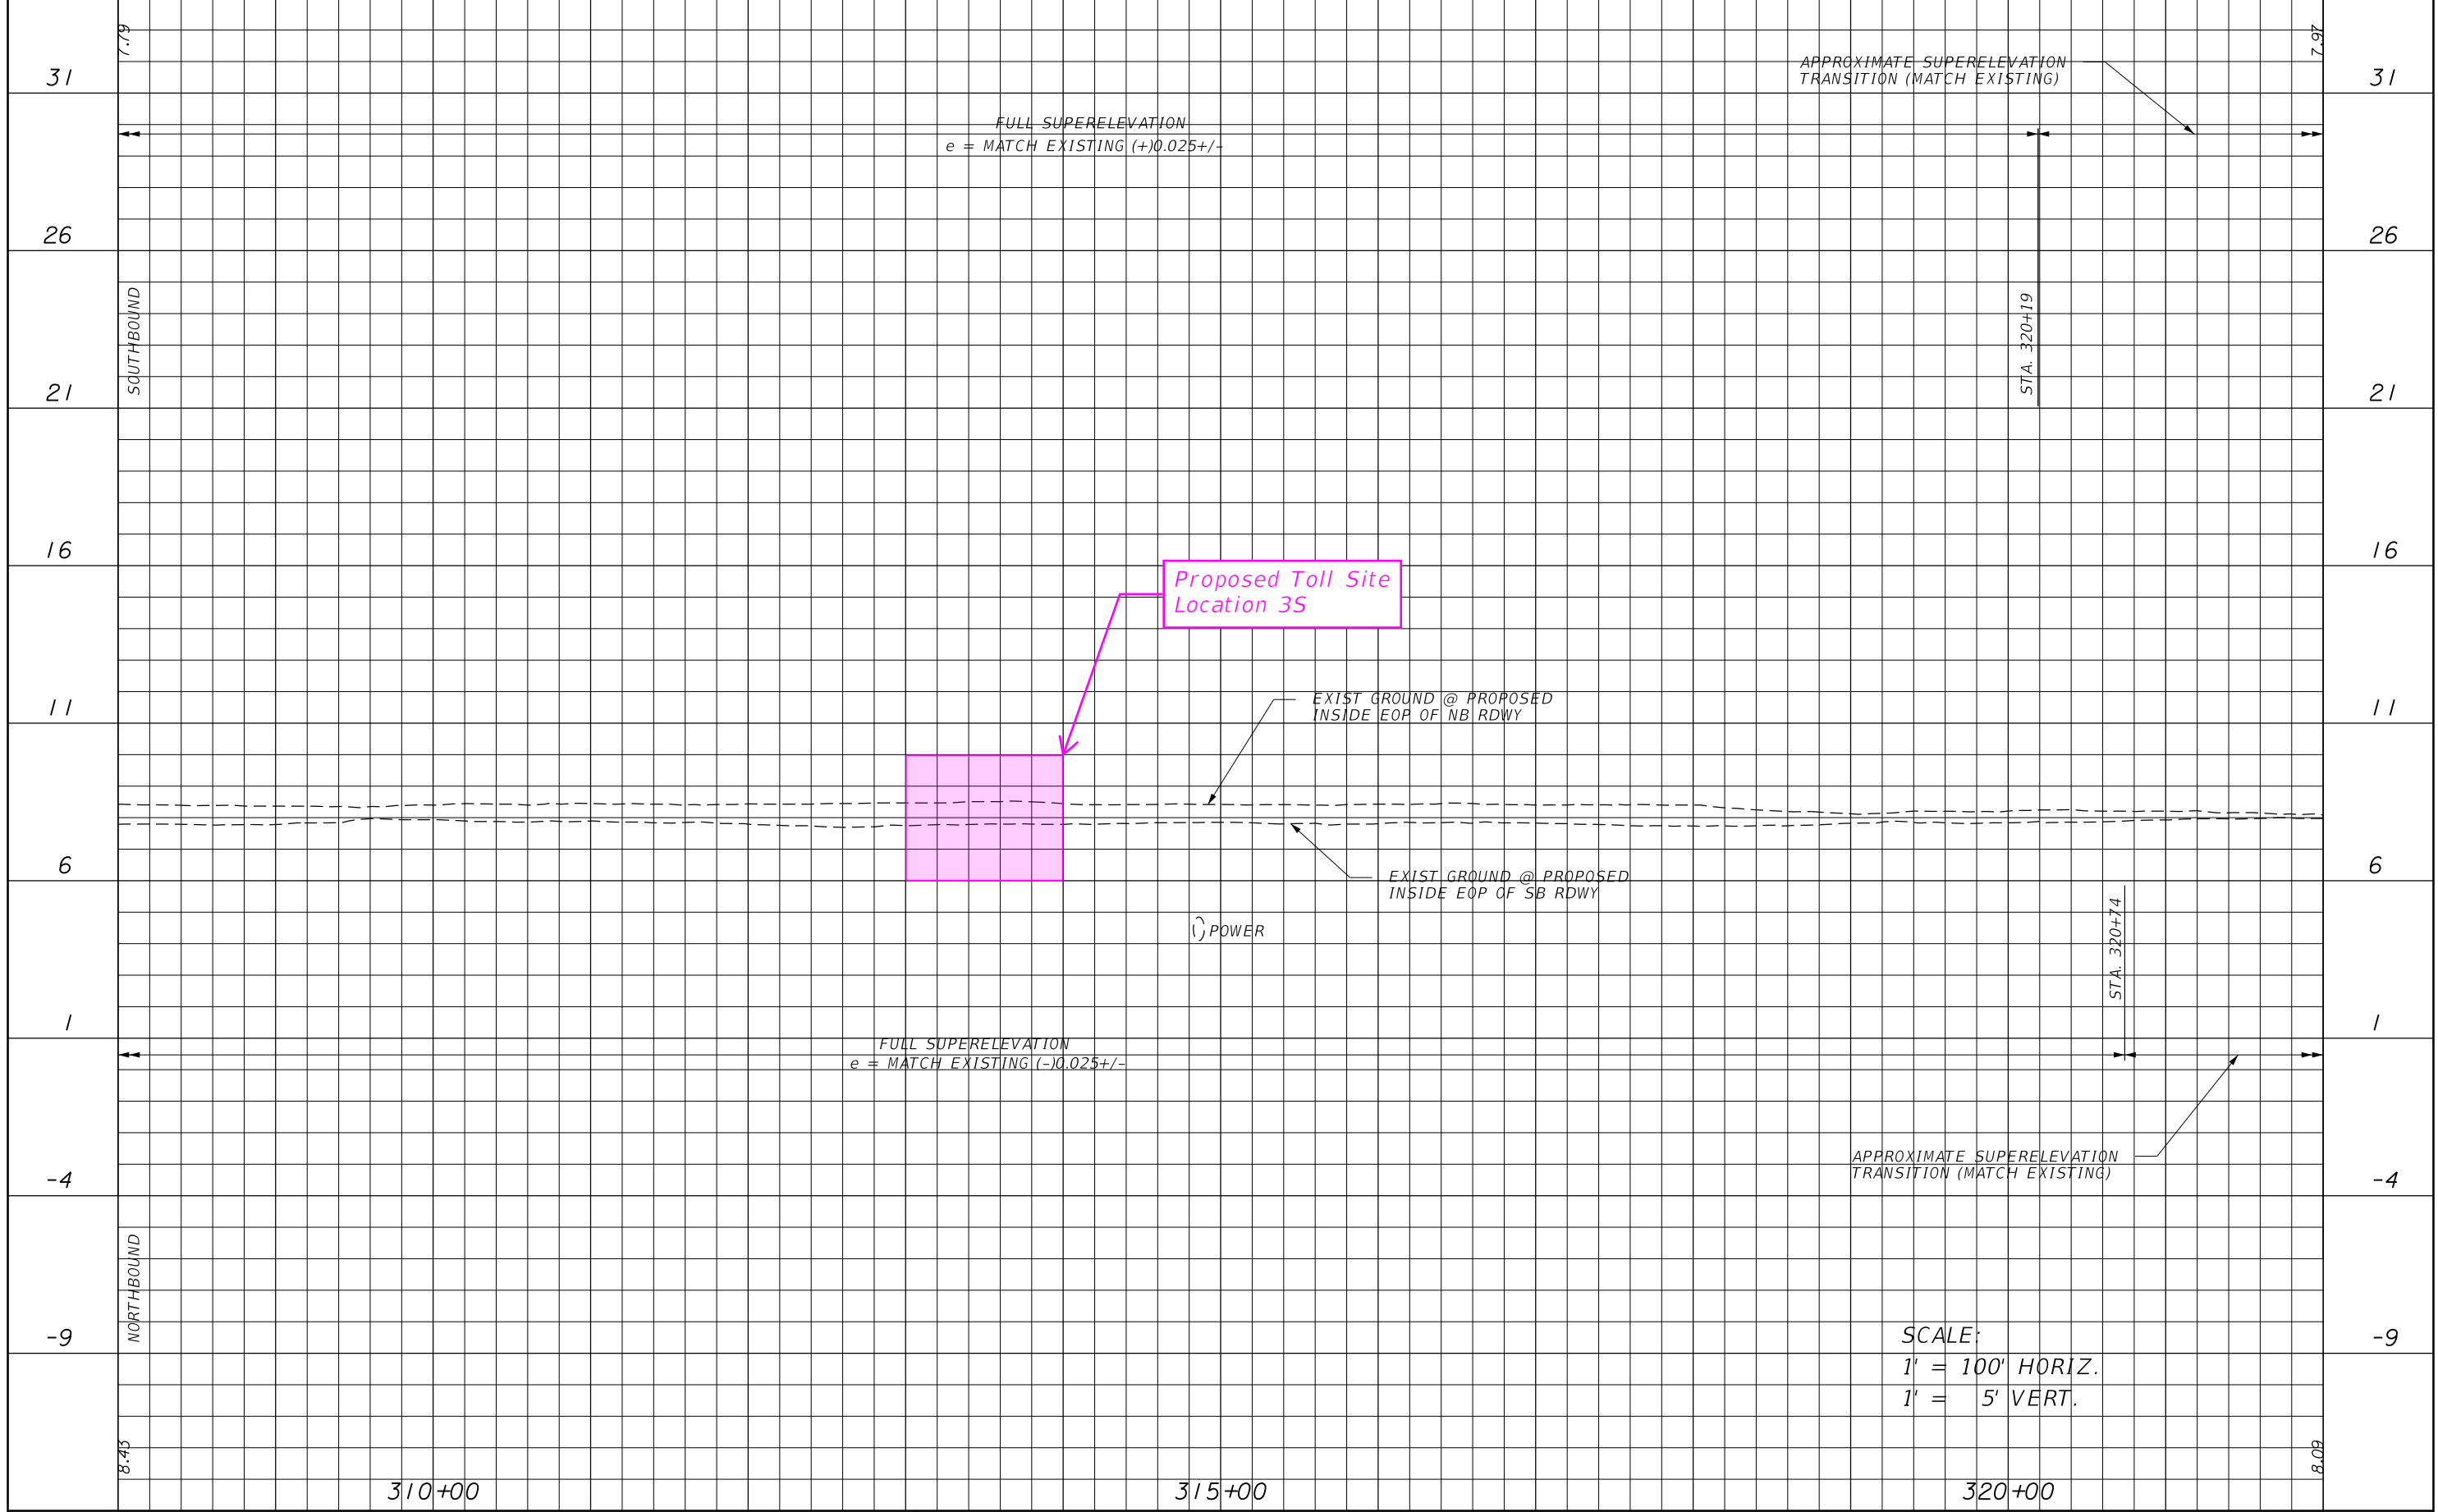 7.79
7.97
APPROXIMATE SUPERELEVATION
TRANSITION (MATCH EXISTING)
31
31
FULL SUPERELEVATION
e = MATCH EXISTING (+)0.025+/-
26
26
SOUTHBOUND
STA. 320+19
21
21
16
16
Proposed Toll Site
Location 3S
EXIST GROUND @ PROPOSED
INSIDE EOP OF NB RDWY
11
11
6
6
EXIST GROUND @ PROPOSED
INSIDE EOP OF SB RDWY
POWER
STA. 320+74
1
1
FULL SUPERELEVATION
e = MATCH EXISTING (-)0.025+/-
APPROXIMATE SUPERELEVATION
TRANSITION (MATCH EXISTING)
-4
-4
NORTHBOUND
-9
-9
SCALE:
1' = 100' HORIZ.
1' = 5' VERT.
8.43
8.09
310+00
315+00
320+00